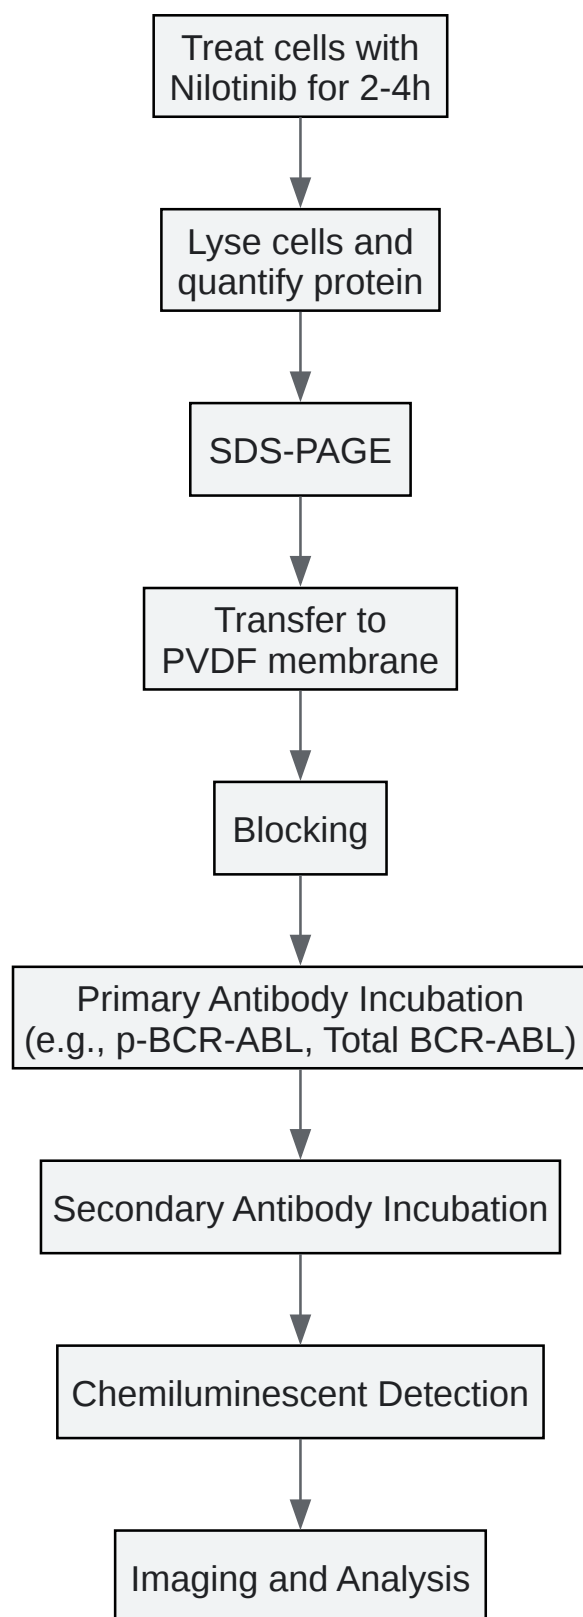 Treat cells with
Nilotinib for 2-4h
Lyse cells and
quantify protein
SDS-PAGE
Transfer to
PVDF membrane
Blocking
Primary Antibody Incubation
(e.g., p-BCR-ABL, Total BCR-ABL)
Secondary Antibody Incubation
Chemiluminescent Detection
Imaging and Analysis